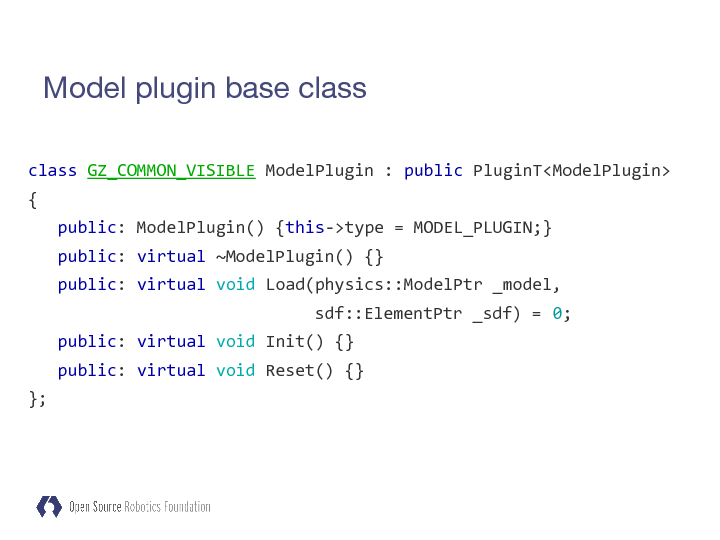 Model plugin base class
class GZ_COMMON_VISIBLE ModelPlugin : public PluginT<ModelPlugin>
{
   public: ModelPlugin() {this->type = MODEL_PLUGIN;}
   public: virtual ~ModelPlugin() {}
   public: virtual void Load(physics::ModelPtr _model,
                             sdf::ElementPtr _sdf) = 0;
   public: virtual void Init() {}
   public: virtual void Reset() {}
};
Open Source Robotics Foundation